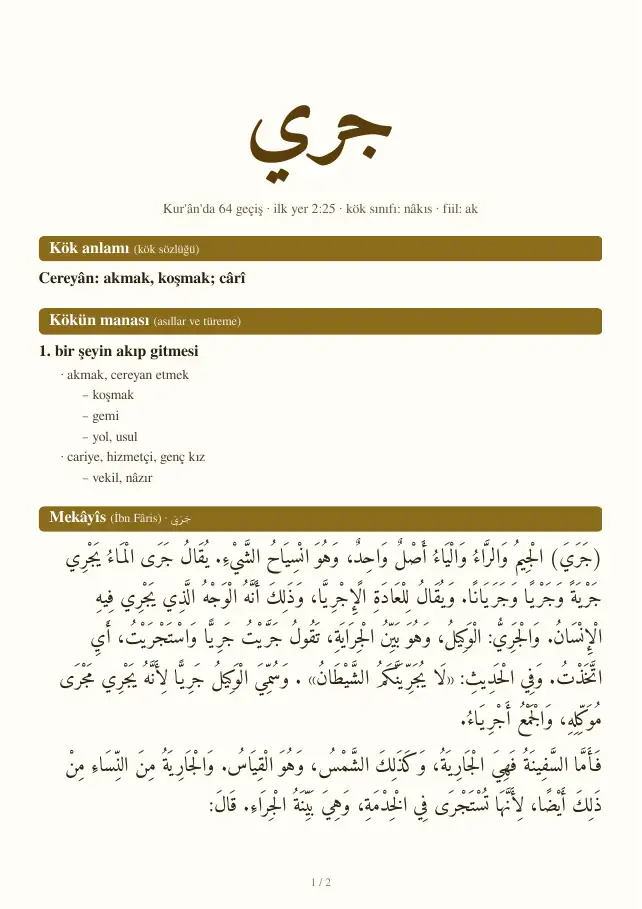 جري
Kur'ân'da 64 geçiş · ilk yer 2:25 · kök sınıfı: nâkıs · fiil: ak
Kök anlamı (kök sözlüğü)
Cereyân: akmak, koşmak; cârî
Kökün manası (asıllar ve türeme)
1. bir şeyin akıp gitmesi
· akmak, cereyan etmek
– koşmak
– gemi
– yol, usul
· cariye, hizmetçi, genç kız
– vekil, nâzır
Mekâyîs (İbn Fâris) · جَرَيَ
(جَرَيَ) الْجِيمُ وَالرَّاءُ وَالْيَاءُ أَصْلٌ وَاحِدٌ، وَهُوَ انْسِيَاحُ الشَّيْءِ. يُقَالُ جَرَى الْمَاءُ يَجْرِي
جَرْيَةً وَجَرْيًا وَجَرَيَانًا. وَيُقَالُ لِلْعَادَةِ الْإِجْرِيَّا، وَذَلِكَ أَنَّهُ الْوَجْهُ الَّذِي يَجْرِي فِيهِ
الْإِنْسَانُ. وَالْجَرِيُّ: الْوَكِيلُ، وَهُوَ بَيِّنُ الْجِرَايَةِ، تَقُولُ جَرَّيْتُ جَرِيًّا وَاسْتَجْرَيْتُ، أَيِ
اتَّخَذْتُ. وَفِي الْحَدِيثِ: «لَا يُجَرِّيَنَّكُمُ الشَّيْطَانُ» . وَسُمِّيَ الْوَكِيلُ جَرِيًّا لِأَنَّهُ يَجْرِي مَجْرَى
مُوَكِّلِهِ، وَالْجَمْعُ أَجْرِيَاءُ.
فَأَمَّا السَّفِينَةُ فَهِيَ الْجَارِيَةُ، وَكَذَلِكَ الشَّمْسُ، وَهُوَ الْقِيَاسُ. وَالْجَارِيَةُ مِنَ النِّسَاءِ مِنْ
ذَلِكَ أَيْضًا، لِأَنَّهَا تُسْتَجْرَى فِي الْخِدْمَةِ، وَهِيَ بَيِّنَةُ الْجِرَاءِ. قَالَ:
1 / 2